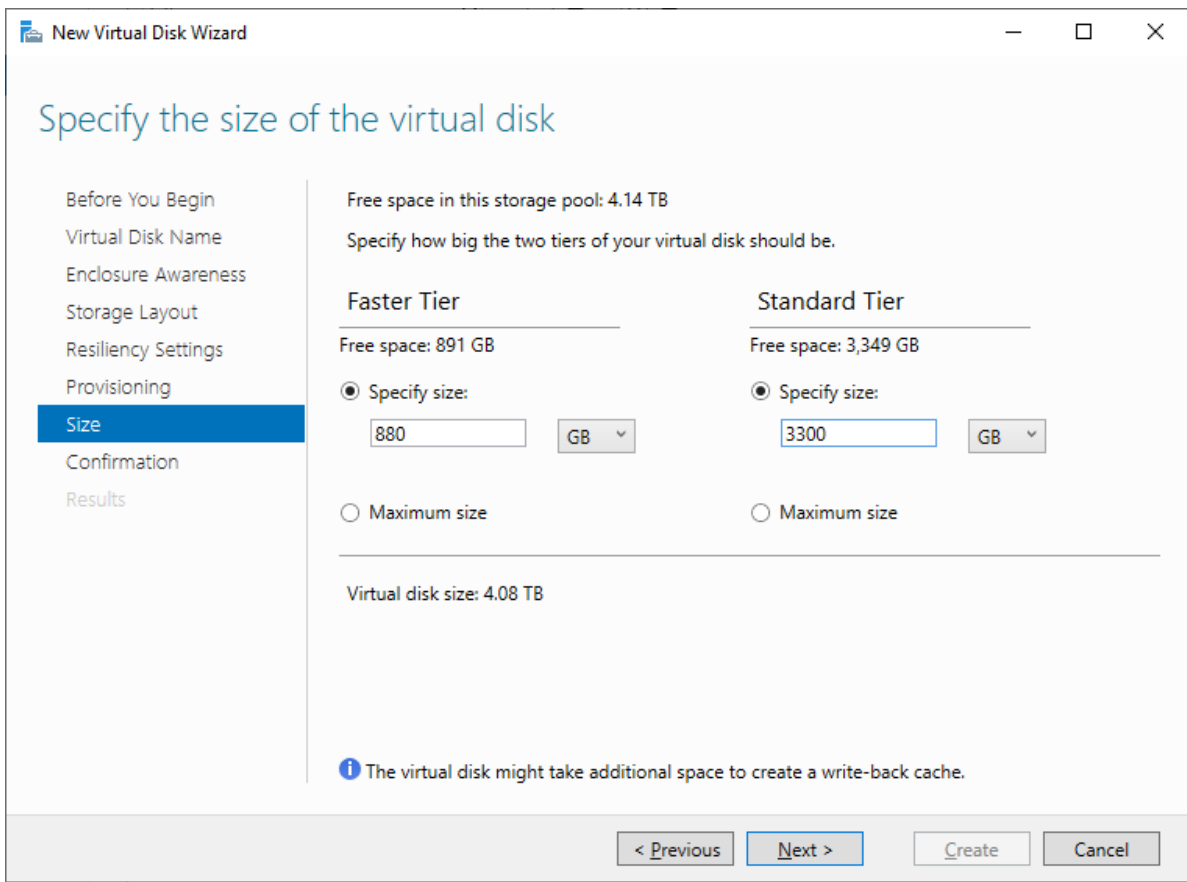 New Virtual Disk Wizard
Specify the size of the virtual disk
Before You Begin
Virtual Disk Name
Enclosure Awareness
Storage Layout
Resiliency Settings
Provisioning
Size
Confirmation
Results
Free space in this storage pool: 4.14 TB
Specify how big the two tiers of your virtual disk should be.
Faster Tier
Free space: 891 GB
Specify size:
880 GB
Maximum size
Standard Tier
Free space: 3,349 GB
Specify size:
3300 GB
Maximum size
Virtual disk size: 4.08 TB
The virtual disk might take additional space to create a write-back cache.
< Previous Next > Create Cancel